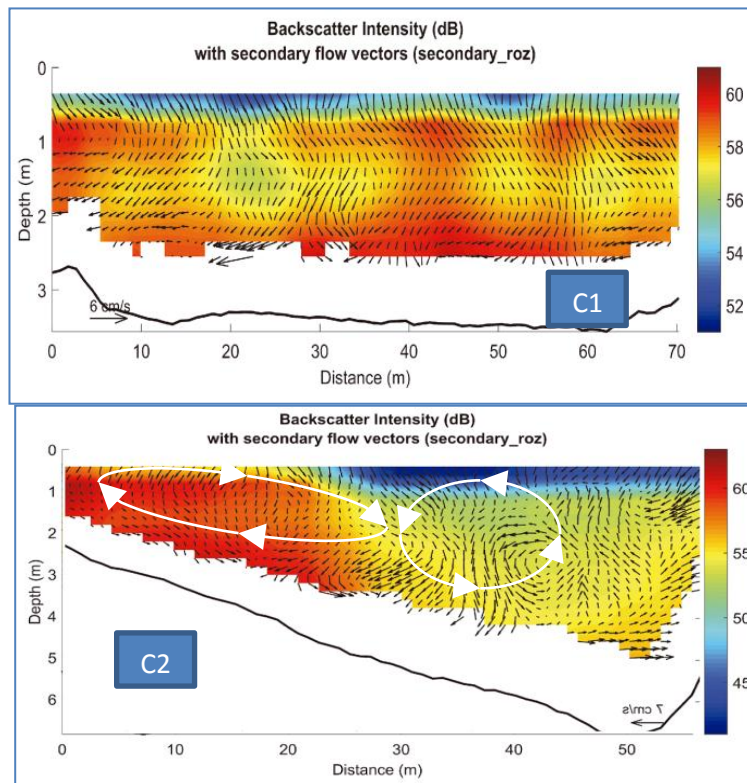 Backscatter Intensity (dB)
with secondary flow vectors (secondary_roz)
0
1
2
3
Depth (m)
60
58
56
54
52
6 cm/s
C1
0 10 20 30 40 50 60 70
Distance (m)
Backscatter Intensity (dB)
with secondary flow vectors (secondary_roz)
0
1
2
3
4
5
6
Depth (m)
60
55
50
45
C2
7 cm/s
0 10 20 30 40 50
Distance (m)